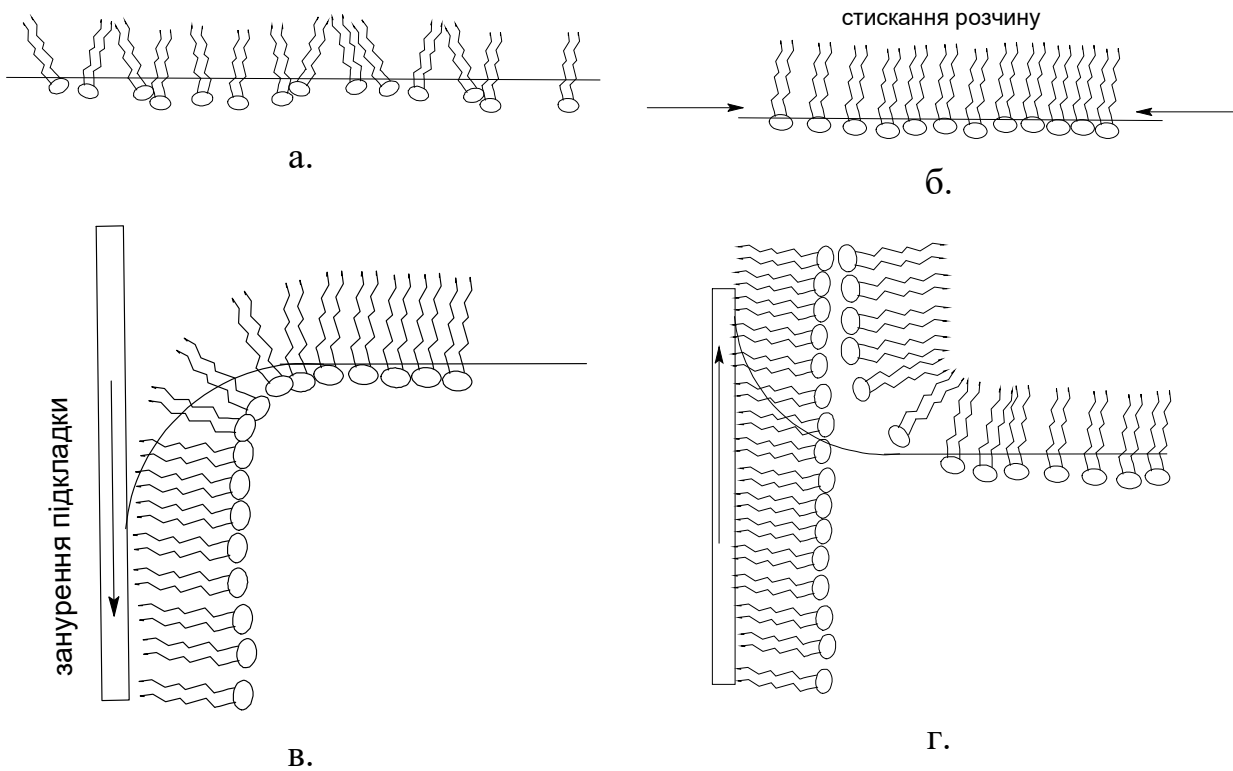 стискання розчину
а.
б.
занурення підкладки
в.
г.